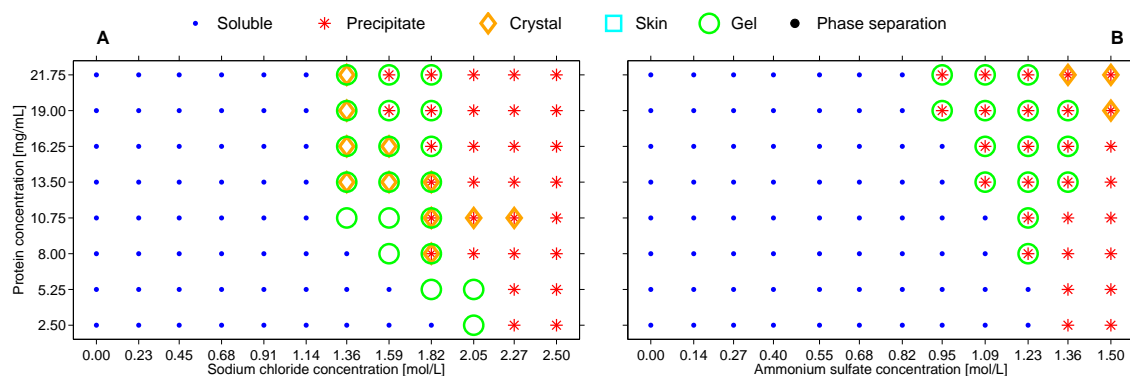 Soluble Precipitate Crystal Skin Gel Phase separation
A B
21.75
19.00
16.25
13.50
10.75
8.00
5.25
2.50
Protein concentration [mg/mL]
0.00 0.23 0.45 0.68 0.91 1.14 1.36 1.59 1.82 2.05 2.27 2.50
Sodium chloride concentration [mol/L]
0.00 0.14 0.27 0.40 0.55 0.68 0.82 0.95 1.09 1.23 1.36 1.50
Ammonium sulfate concentration [mol/L]